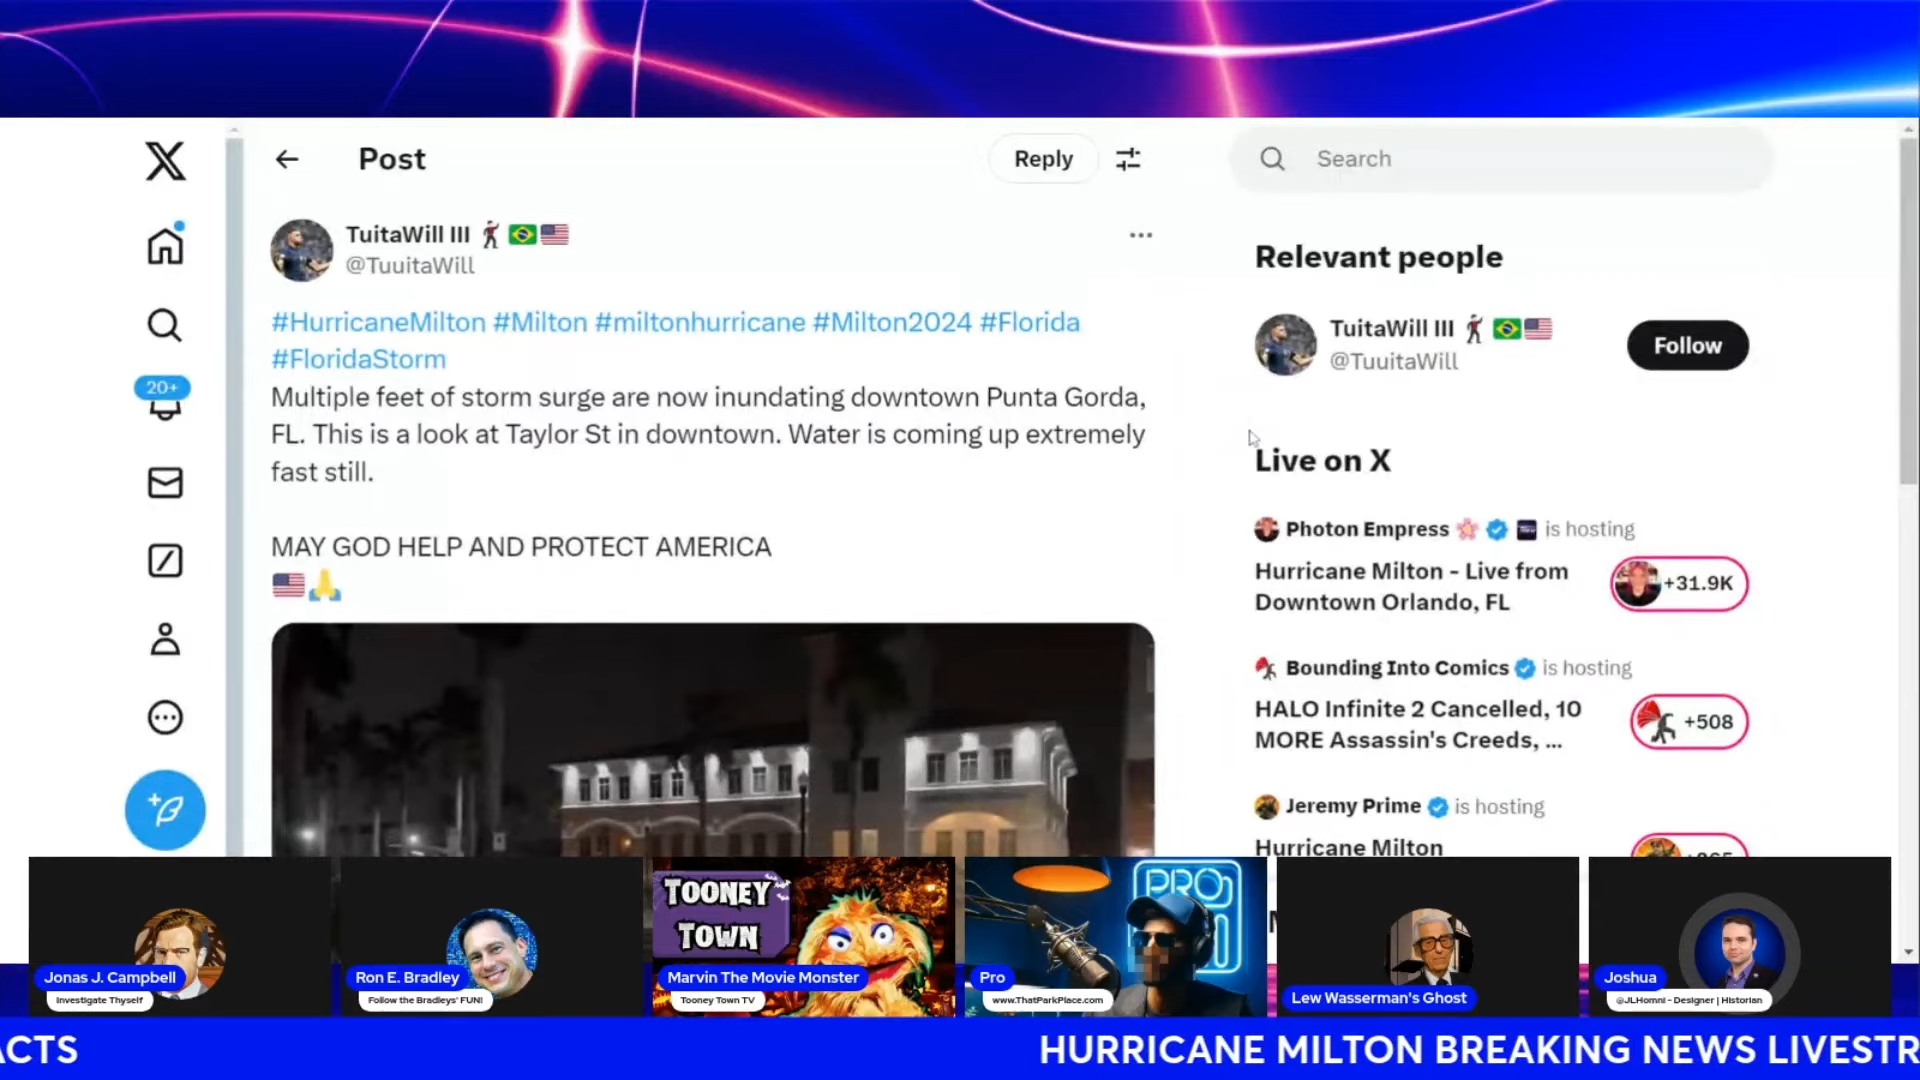 Post
Reply
Search
TuitaWill III
@TuuitaWill
#HurricaneMilton #Milton #miltonhurricane #Milton2024 #Florida
#FloridaStorm
Multiple feet of storm surge are now inundating downtown Punta Gorda,
FL. This is a look at Taylor St in downtown. Water is coming up extremely
fast still.
MAY GOD HELP AND PROTECT AMERICA
20+
Relevant people
TuitaWill III
@TuuitaWill
Follow
Live on X
Photon Empress is hosting
Hurricane Milton - Live from
Downtown Orlando, FL
+31.9K
Bounding Into Comics is hosting
HALO Infinite 2 Cancelled, 10
MORE Assassin's Creeds, ...
+508
Jeremy Prime is hosting
Hurricane Milton
Jonas J. Campbell
Investigate Thyself
Ron E. Bradley
Follow the Bradleys' FUN!
TOONEY
TOWN
Marvin The Movie Monster
Tooney Town TV
PRO
Pro
www.ThatParkPlace.com
Lew Wasserman's Ghost
Joshua
@JLHomni - Designer | Historian
ACTS
HURRICANE MILTON BREAKING NEWS LIVESTR